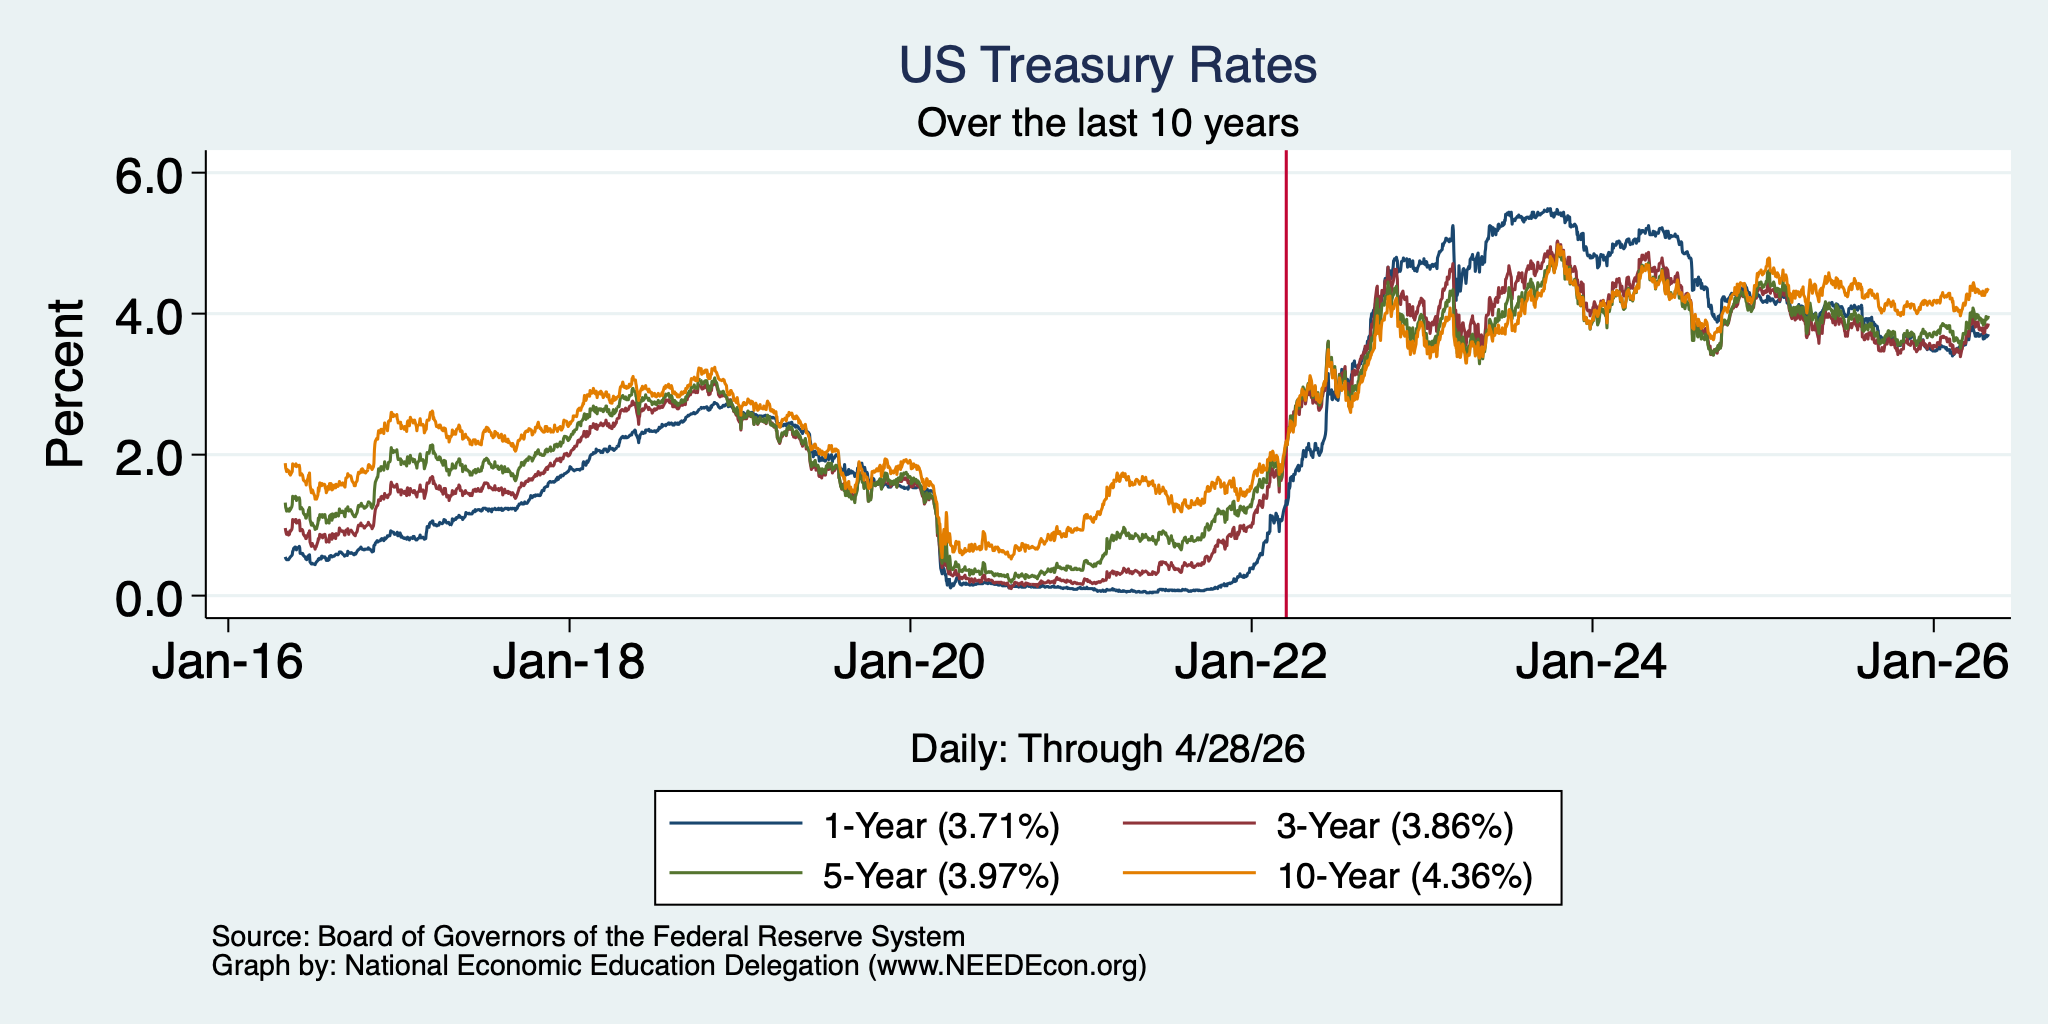 US Treasury Rates
Over the last 10 years
Percent
6.0
4.0
2.0
0.0
Jan-16 Jan-18 Jan-20 Jan-22 Jan-24 Jan-26
Daily: Through 4/28/26
1-Year (3.71%) 3-Year (3.86%)
5-Year (3.97%) 10-Year (4.36%)
Source: Board of Governors of the Federal Reserve System
Graph by: National Economic Education Delegation (www.NEEDEcon.org)